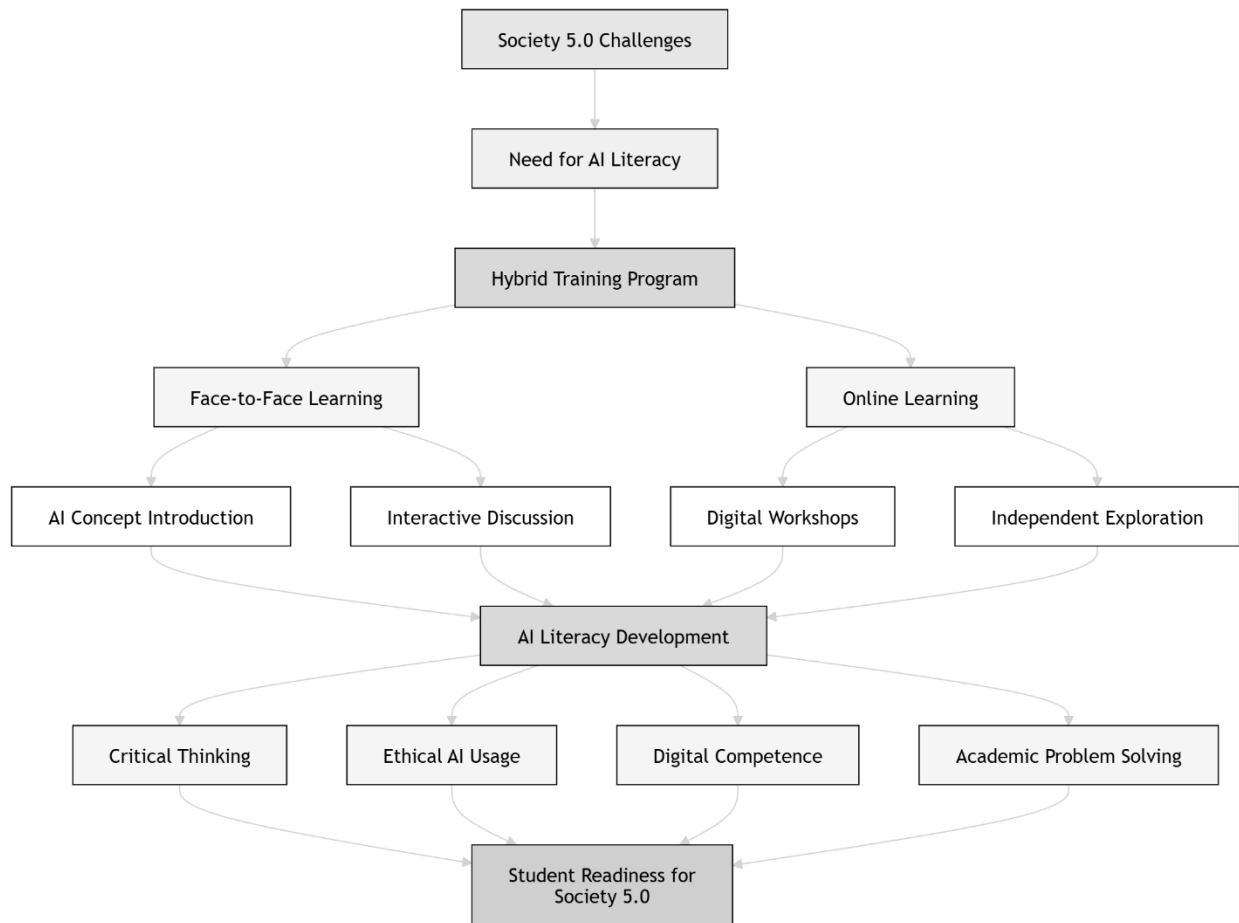 Society 5.0 Challenges
Need for AI Literacy
Hybrid Training Program
Face-to-Face Learning
Online Learning
AI Concept Introduction
Interactive Discussion
Digital Workshops
Independent Exploration
AI Literacy Development
Critical Thinking
Ethical AI Usage
Digital Competence
Academic Problem Solving
Student Readiness for
Society 5.0